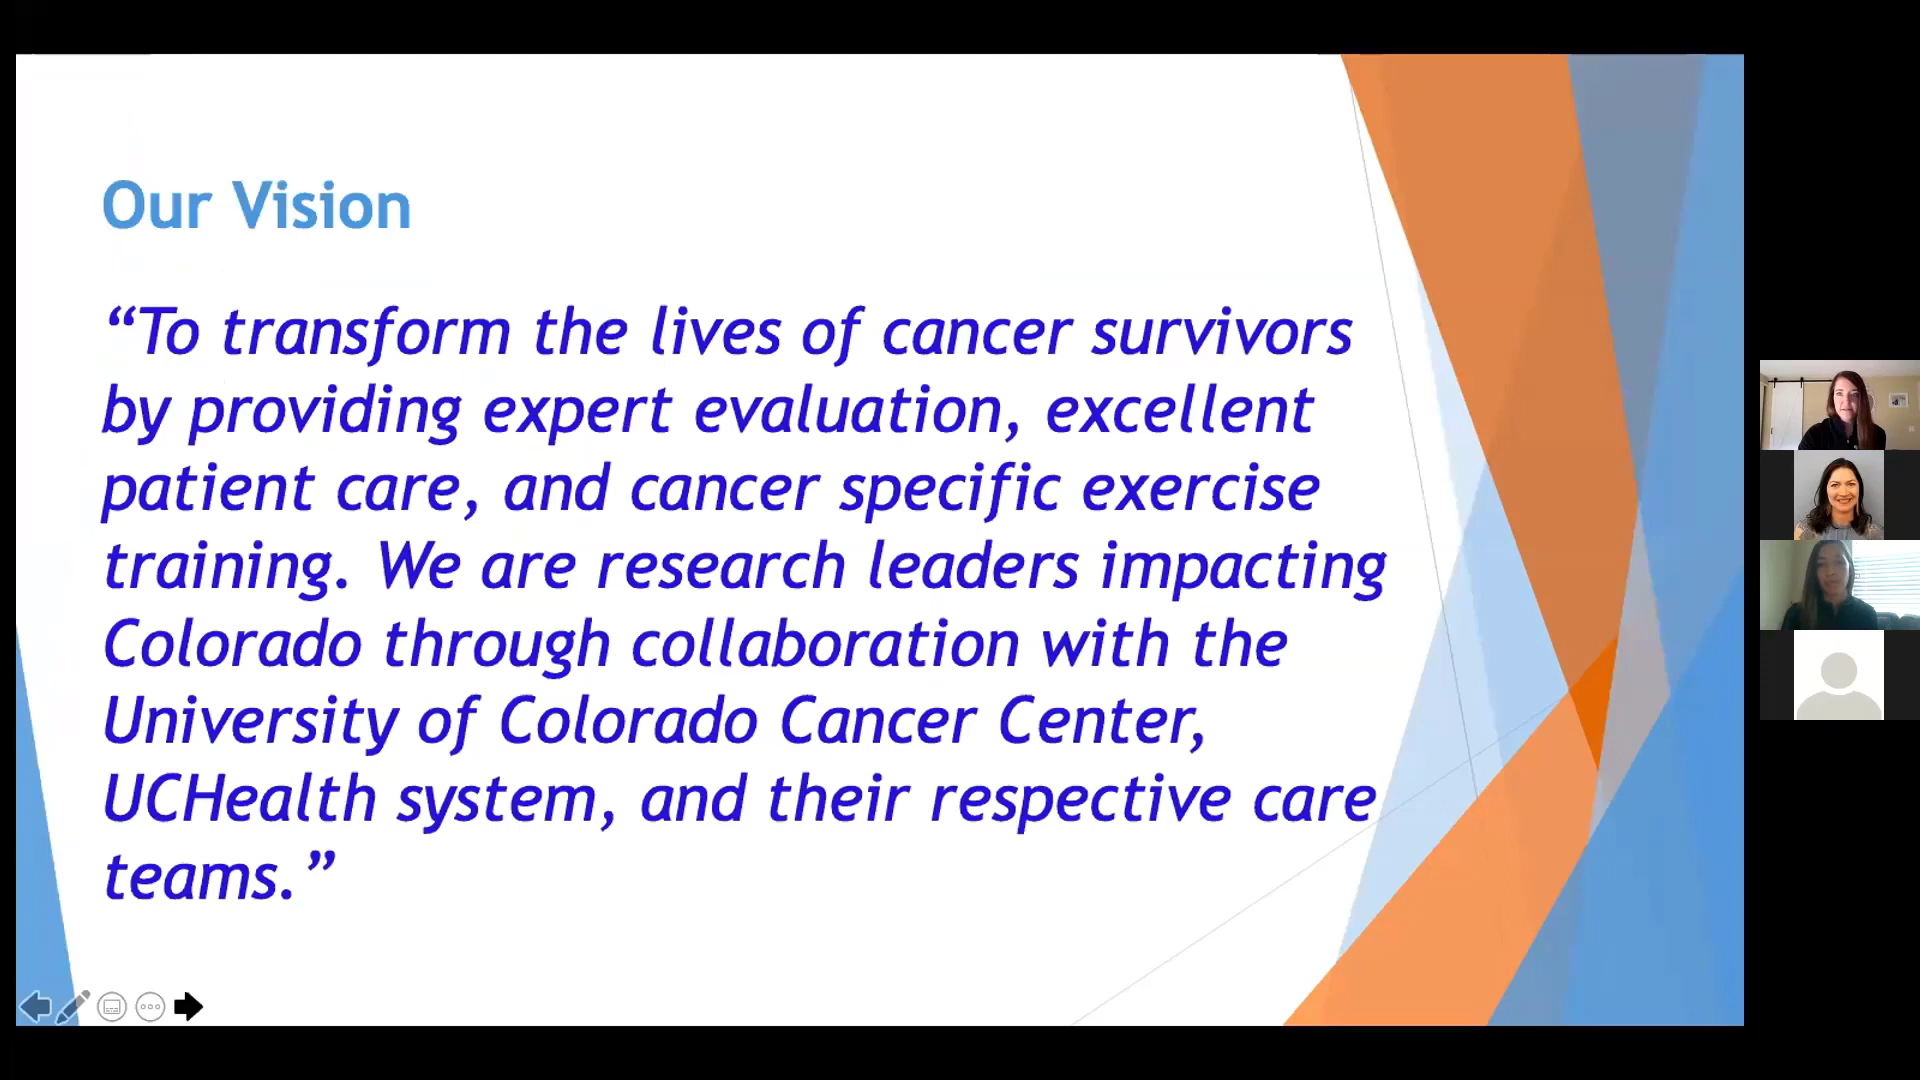 Our Vision
“To transform the lives of cancer survivors
by providing expert evaluation, excellent
patient care, and cancer specific exercise
training. We are research leaders impacting
Colorado through collaboration with the
University of Colorado Cancer Center,
UCHealth system, and their respective care
teams.”